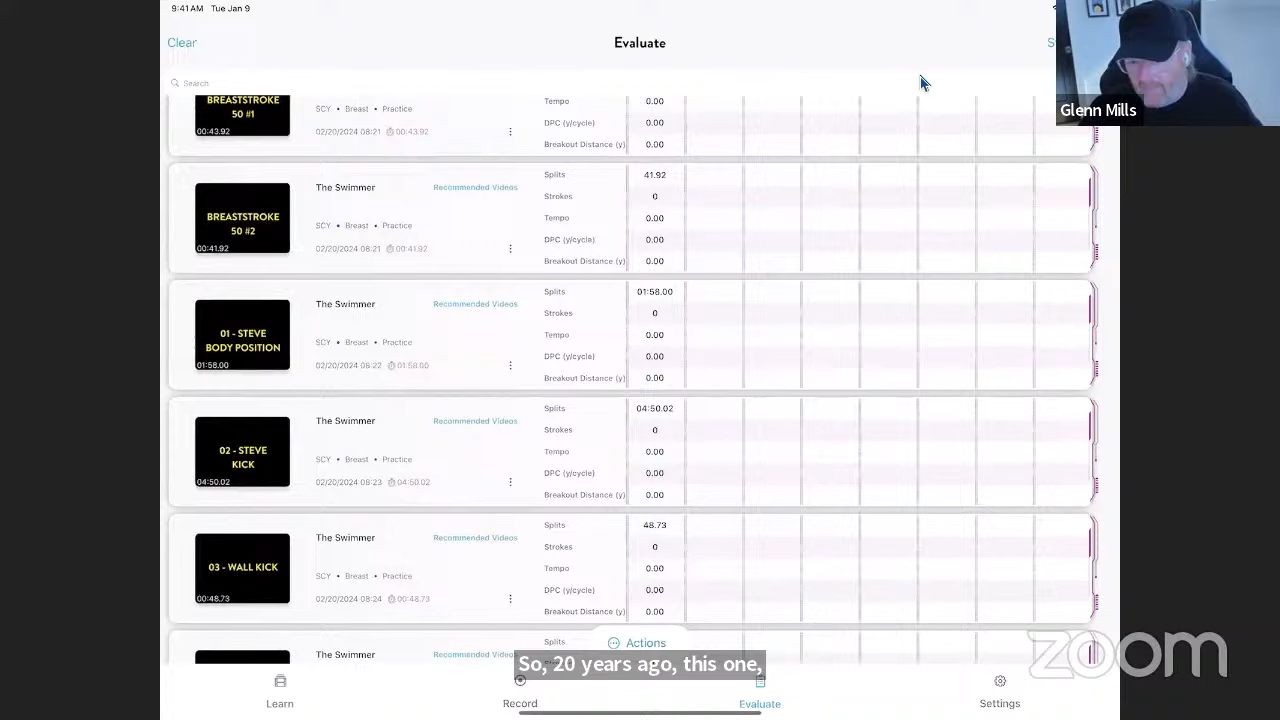 9:41 AM Tue Jan 9
Clear
Evaluate
S
Glenn Mills
Search
BREASTSTROKE
50 #1
00:43.92
SCY • Breast • Practice
02/20/2024 08:21 00:43.92
Tempo 0.00
DPC (y/cycle) 0.00
Breakout Distance (y) 0.00
BREASTSTROKE
50 #2
00:41.92
The Swimmer Recommended Videos
SCY • Breast • Practice
02/20/2024 08:21 00:41.92
Splits 41.92
Strokes 0
Tempo 0.00
DPC (y/cycle) 0.00
Breakout Distance (y) 0.00
01 - STEVE
BODY POSITION
01:58.00
The Swimmer Recommended Videos
SCY • Breast • Practice
02/20/2024 08:22 01:58.00
Splits 01:58.00
Strokes 0
Tempo 0.00
DPC (y/cycle) 0.00
Breakout Distance (y) 0.00
02 - STEVE
KICK
04:50.02
The Swimmer Recommended Videos
SCY • Breast • Practice
02/20/2024 08:23 04:50.02
Splits 04:50.02
Strokes 0
Tempo 0.00
DPC (y/cycle) 0.00
Breakout Distance (y) 0.00
03 - WALL KICK
00:48.73
The Swimmer Recommended Videos
SCY • Breast • Practice
02/20/2024 08:24 00:48.73
Splits 48.73
Strokes 0
Tempo 0.00
DPC (y/cycle) 0.00
Breakout Distance (y) 0.00
The Swimmer Recommended Videos
Splits
Actions
So, 20 years ago, this one,
zoom
Learn
Record
Evaluate
Settings